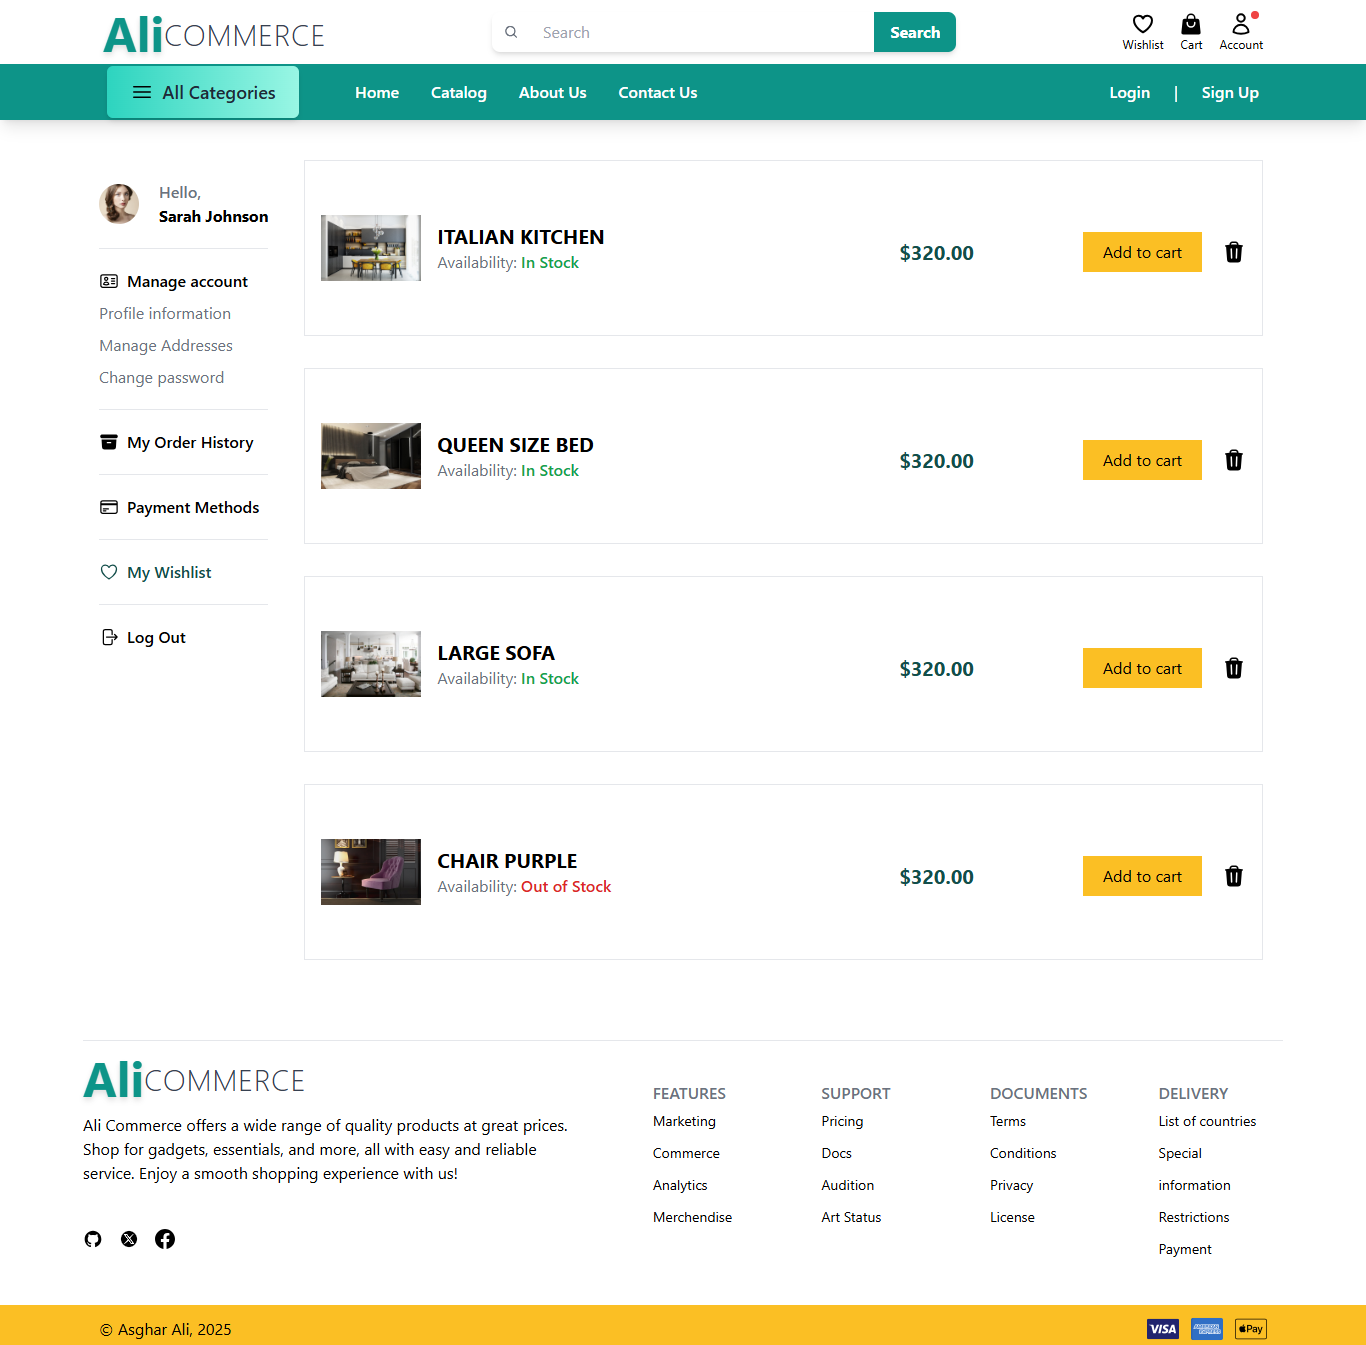 AliCOMMERCE
Search
Search
Wishlist
Cart
Account
All Categories
Home
Catalog
About Us
Contact Us
Login
|
Sign Up
Hello,
Sarah Johnson
Manage account
Profile information
Manage Addresses
Change password
My Order History
Payment Methods
My Wishlist
Log Out
ITALIAN KITCHEN
Availability: In Stock
$320.00
Add to cart
QUEEN SIZE BED
Availability: In Stock
$320.00
Add to cart
LARGE SOFA
Availability: In Stock
$320.00
Add to cart
CHAIR PURPLE
Availability: Out of Stock
$320.00
Add to cart
AliCOMMERCE
Ali Commerce offers a wide range of quality products at great prices.
Shop for gadgets, essentials, and more, all with easy and reliable
service. Enjoy a smooth shopping experience with us!
FEATURES
Marketing
Commerce
Analytics
Merchendise
SUPPORT
Pricing
Docs
Audition
Art Status
DOCUMENTS
Terms
Conditions
Privacy
License
DELIVERY
List of countries
Special
information
Restrictions
Payment
© Asghar Ali, 2025
VISA
AMERICAN
EXPRESS
Pay